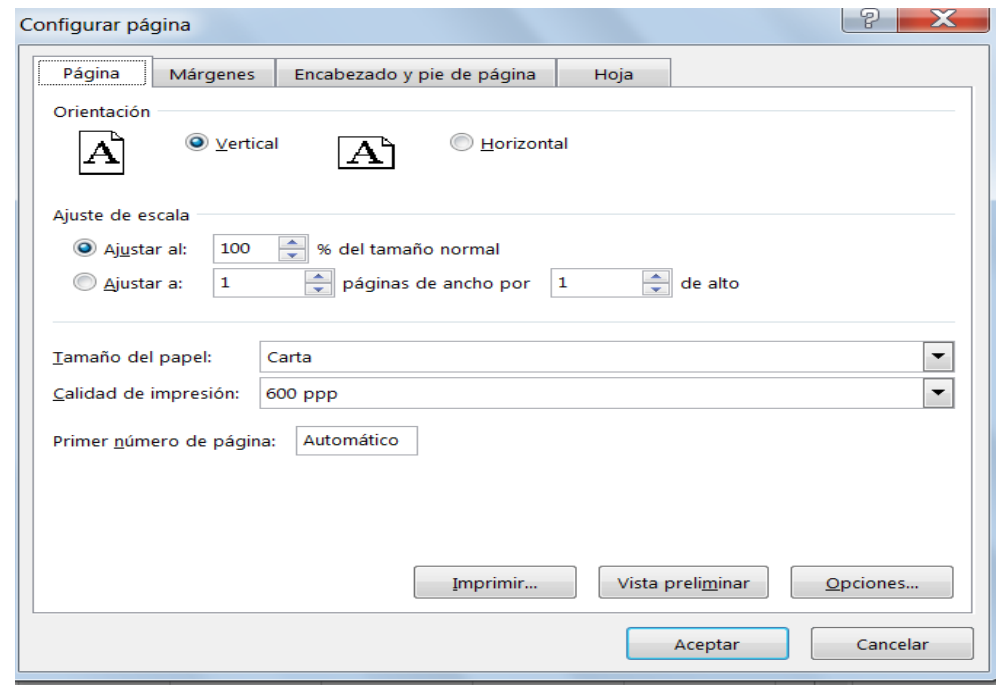 Configurar página
Página Márgenes Encabezado y pie de página Hoja
Orientación
A Vertical A Horizontal
Ajuste de escala
Ajustar al: 100 % del tamaño normal
Ajustar a: 1 páginas de ancho por 1 de alto
Tamaño del papel: Carta
Calidad de impresión: 600 ppp
Primer número de página: Automático
Imprimir... Vista preliminar Opciones...
Aceptar Cancelar